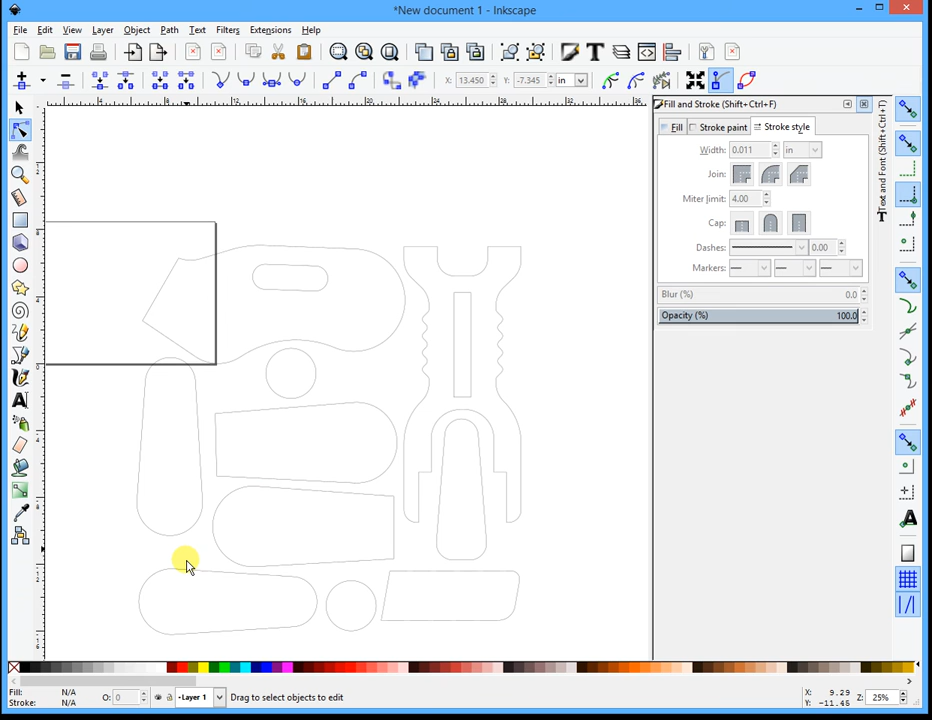 *New document 1 - Inkscape
File Edit View Layer Object Path Text Filters Extensions Help
X: 13.450 Y: -7.345 in
Fill and Stroke (Shift+Ctrl+F)
Fill Stroke paint Stroke style
Width: 0.011 in
Join:
Miter limit: 4.00
Cap:
Dashes: 0.00
Markers:
Blur (%) 0.0
Opacity (%) 100.0
Text and Font (Shift+Ctrl+T)
Fill: N/A
Stroke: N/A
O: 0
Layer 1
Drag to select objects to edit
X: 9.29
Y: -11.45
Z: 25%